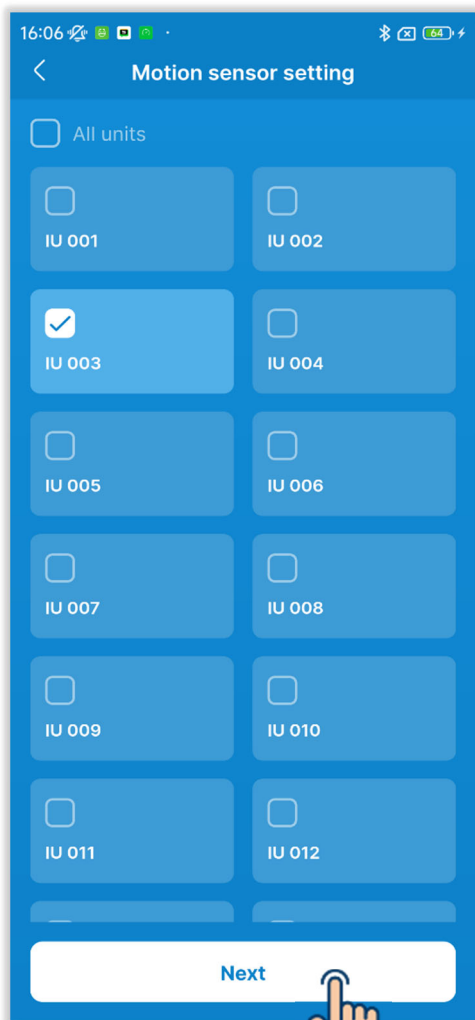 16:06
64
Motion sensor setting
All units
IU 001
IU 002
IU 003
IU 004
IU 005
IU 006
IU 007
IU 008
IU 009
IU 010
IU 011
IU 012
Next